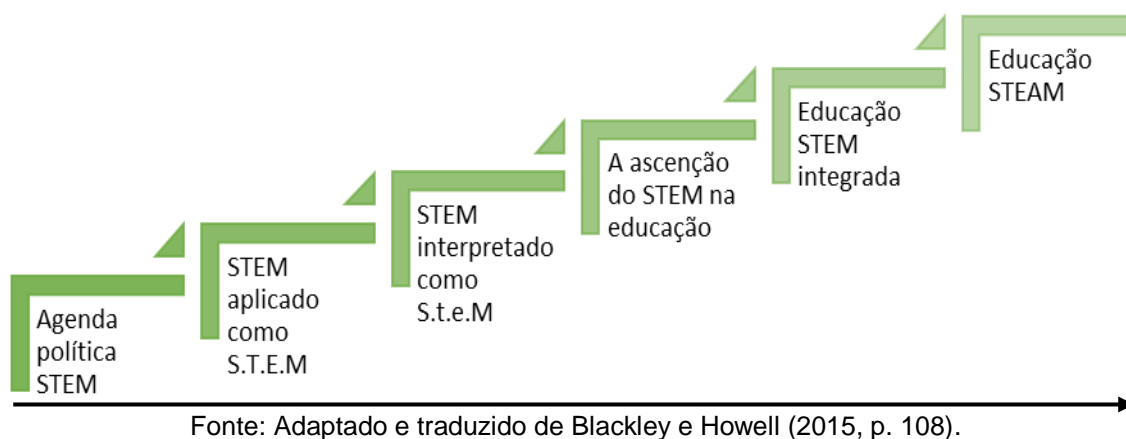 Agenda
política
STEM
STEM
aplicado
como
S.T.E.M
STEM
interpretado
como
S.t.e.M
A ascenção
do STEM na
educação
Educação
STEM
integrada
Educação
STEAM
Fonte: Adaptado e traduzido de Blackley e Howell (2015, p. 108).